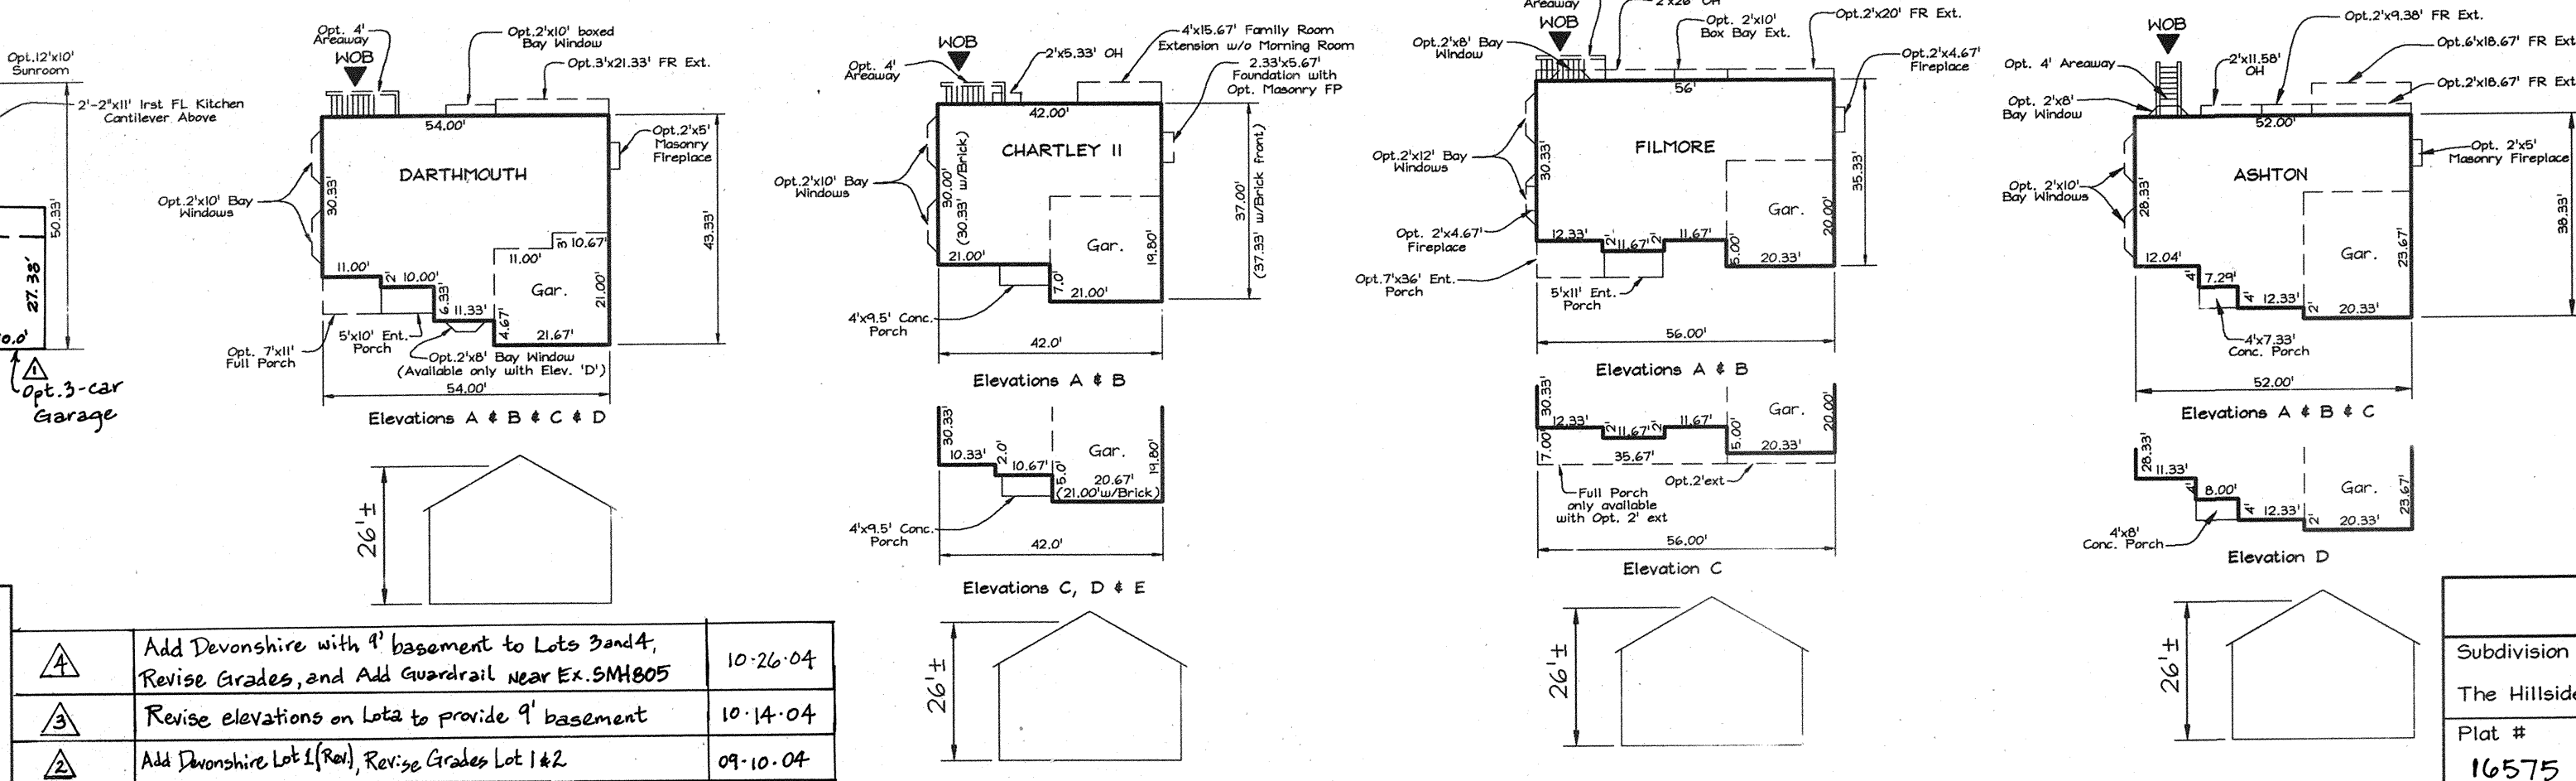 Opt.12'x10'
Sunroom
2'-2"x11' Irst FL Kitchen
Cantilever Above
50.33'
27.38'
0.0'
1
Opt.3-car
Garage
Opt. 4'
Areaway
WOB
Opt.2'x10' boxed
Bay Window
Opt.3'x21.33' FR Ext.
54.00'
Opt.2'x5'
Masonry
Fireplace
DARTHMOUTH
Opt.2'x10' Bay
Windows
30.33'
43.33'
11.00'
2'
10.00'
6.33'
11.33'
4.67'
11.00'
3'
10.67'
Gar.
21.00'
21.67'
Opt. 7'x11'
Full Porch
5'x10' Ent.
Porch
Opt.2'x8' Bay Window
(Available only with Elev. 'D')
54.00'
Elevations A & B & C & D
26'±
WOB
Opt. 4'
Areaway
2'x5.33' OH
4'x15.67' Family Room
Extension w/o Morning Room
2.33'x5.67'
Foundation with
Opt. Masonry FP
42.00'
CHARTLEY II
Opt.2'x10' Bay
Windows
30.00'
(30.33' w/Brick)
37.00'
(37.33' w/Brick front)
21.00'
7.0'
Gar.
19.80'
21.00'
4'x9.5' Conc.
Porch
42.0'
Elevations A & B
30.33'
10.33'
2.0'
10.67'
5.0'
Gar.
19.80'
20.67'
(21.00'w/Brick)
4'x9.5' Conc.
Porch
42.0'
Elevations C, D & E
26'±
Areaway
WOB
2'x26' OH
Opt. 2'x10'
Box Bay Ext.
Opt.2'x20' FR Ext.
Opt.2'x8' Bay
Window
Opt.2'x4.67'
Fireplace
56'
FILMORE
Opt.2'x12' Bay
Windows
30.33'
35.33'
Opt. 2'x4.67'
Fireplace
12.33'
2'
11.67'
2'
11.67'
5.00'
Gar.
20.00'
20.33'
Opt.7'x36' Ent.
Porch
5'x11' Ent.
Porch
56.00'
Elevations A & B
30.33'
12.33'
2'
11.67'
2'
11.67'
5.00'
Gar.
20.00'
20.33'
7.00'
35.67'
Opt.2'ext
Full Porch
only available
with Opt. 2' ext
56.00'
Elevation C
26'±
WOB
Opt. 4' Areaway
2'x11.58'
OH
Opt.2'x9.38' FR Ext.
Opt.6'x18.67' FR Ext
Opt.2'x18.67' FR Ext
Opt. 2'x8'
Bay Window
52.00'
Opt. 2'x5'
Masonry Fireplace
ASHTON
Opt. 2'x10'
Bay Windows
28.33'
38.33'
12.04'
4'
7.29'
4'
12.33'
2'
Gar.
23.67'
20.33'
4'x7.33'
Conc. Porch
52.00'
Elevations A & B & C
28.33'
11.33'
4'
8.00'
4'
12.33'
2'
Gar.
23.67'
20.33'
4'x8'
Conc. Porch
Elevation D
26'±
4 Add Devonshire with 9' basement to Lots 3and4, 10·26·04
Revise Grades, and Add Guardrail Near Ex.SMH805
3 Revise elevations on Lot2 to provide 9' basement 10·14·04
2 Add Devonshire Lot 1(Rev.), Revise Grades Lot 1&2 09·10·04
Subdivision
The Hillside
Plat #
16575